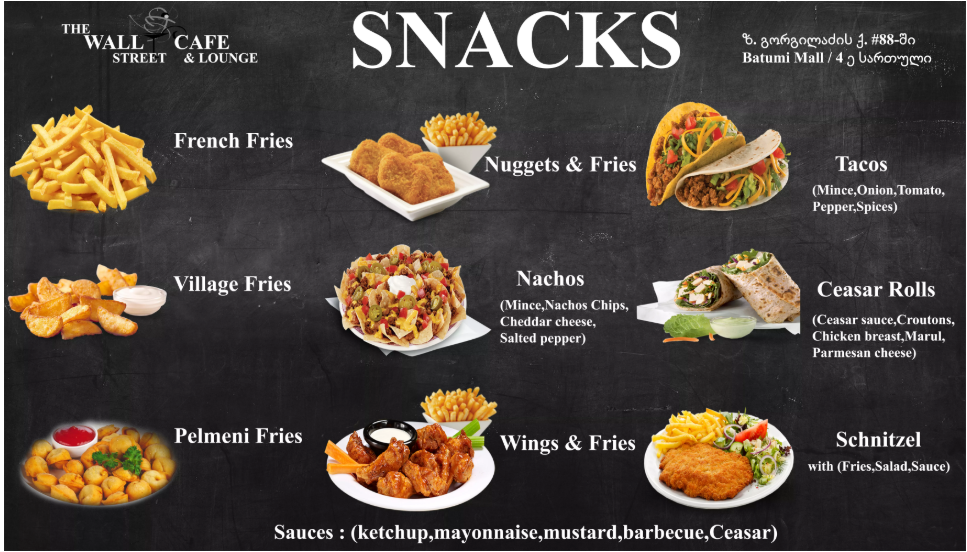 THE
WALL CAFE
STREET & LOUNGE
SNACKS
ზ. გორგილაძის ქ. #88-ში
Batumi Mall / 4 ე სართული
French Fries
Nuggets & Fries
Tacos
(Mince,Onion,Tomato,
Pepper,Spices)
Village Fries
Nachos
(Mince,Nachos Chips,
Cheddar cheese,
Salted pepper)
Ceasar Rolls
(Ceasar sauce,Croutons,
Chicken breast,Marul,
Parmesan cheese)
Pelmeni Fries
Wings & Fries
Schnitzel
with (Fries,Salad,Sauce)
Sauces : (ketchup,mayonnaise,mustard,barbecue,Ceasar)